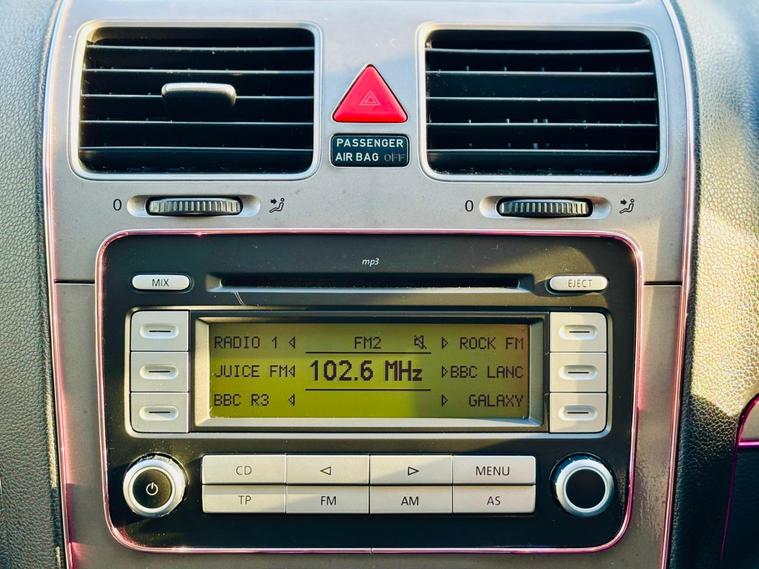 PASSENGER
AIR BAG OFF
0
0
mp3
MIX
EJECT
RADIO 1 FM2 ROCK FM
JUICE FM 102.6 MHz BBC LANC
BBC R3 GALAXY
CD MENU
TP FM AM AS